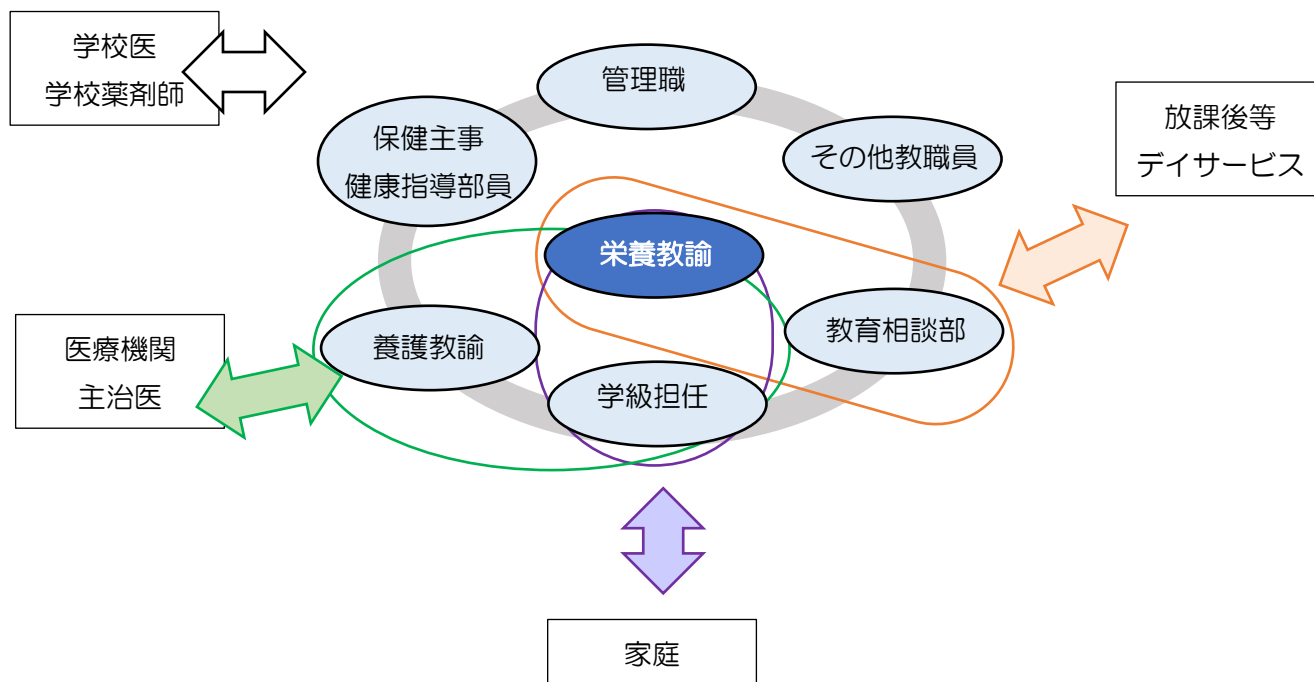 学校医
学校薬剤師
管理職
保健主事
健康指導部員
その他教職員
放課後等
デイサービス
栄養教諭
医療機関
主治医
養護教諭
教育相談部
学級担任
家庭